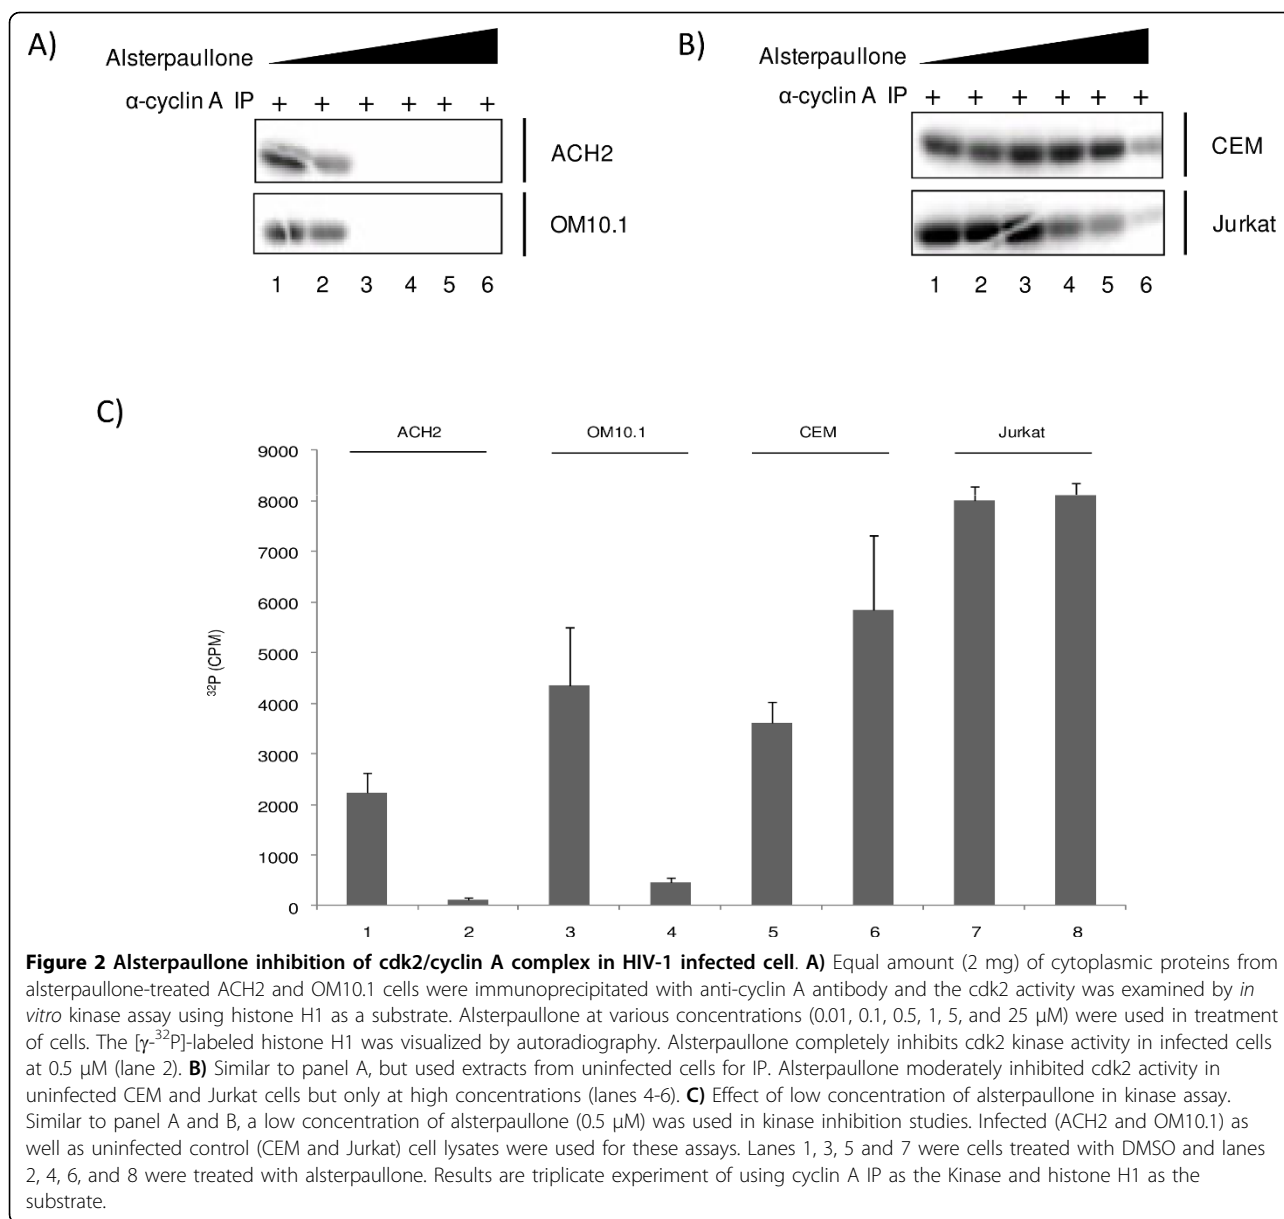 A)
Alsterpaullone
α-cyclin A IP + + + + + +
ACH2
OM10.1
1 2 3 4 5 6
B)
Alsterpaullone
α-cyclin A IP + + + + + +
CEM
Jurkat
1 2 3 4 5 6
C)
ACH2 OM10.1 CEM Jurkat
9000
8000
7000
6000
5000
4000
3000
2000
1000
0
32P (CPM)
1 2 3 4 5 6 7 8
Figure 2 Alsterpaullone inhibition of cdk2/cyclin A complex in HIV-1 infected cell. A) Equal amount (2 mg) of cytoplasmic proteins from
alsterpaullone-treated ACH2 and OM10.1 cells were immunoprecipitated with anti-cyclin A antibody and the cdk2 activity was examined by in
vitro kinase assay using histone H1 as a substrate. Alsterpaullone at various concentrations (0.01, 0.1, 0.5, 1, 5, and 25 μM) were used in treatment
of cells. The [γ-32P]-labeled histone H1 was visualized by autoradiography. Alsterpaullone completely inhibits cdk2 kinase activity in infected cells
at 0.5 μM (lane 2). B) Similar to panel A, but used extracts from uninfected cells for IP. Alsterpaullone moderately inhibited cdk2 activity in
uninfected CEM and Jurkat cells but only at high concentrations (lanes 4-6). C) Effect of low concentration of alsterpaullone in kinase assay.
Similar to panel A and B, a low concentration of alsterpaullone (0.5 μM) was used in kinase inhibition studies. Infected (ACH2 and OM10.1) as
well as uninfected control (CEM and Jurkat) cell lysates were used for these assays. Lanes 1, 3, 5 and 7 were cells treated with DMSO and lanes
2, 4, 6, and 8 were treated with alsterpaullone. Results are triplicate experiment of using cyclin A IP as the Kinase and histone H1 as the
substrate.